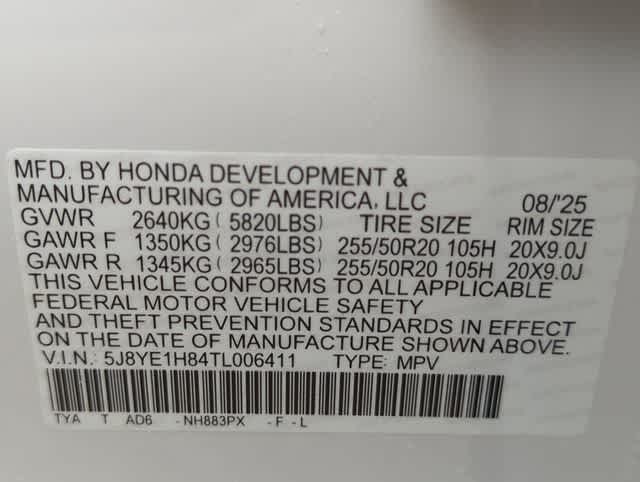 MFD. BY HONDA DEVELOPMENT &
MANUFACTURING OF AMERICA, LLC 08/'25
GVWR 2640KG ( 5820LBS ) TIRE SIZE RIM SIZE
GAWR F 1350KG ( 2976LBS ) 255/50R20 105H 20X9.0J
GAWR R 1345KG ( 2965LBS ) 255/50R20 105H 20X9.0J
THIS VEHICLE CONFORMS TO ALL APPLICABLE
FEDERAL MOTOR VEHICLE SAFETY
AND THEFT PREVENTION STANDARDS IN EFFECT
ON THE DATE OF MANUFACTURE SHOWN ABOVE.
V.I.N.: 5J8YE1H84TL006411 TYPE: MPV
TYA T AD6 - NH883PX - F - L